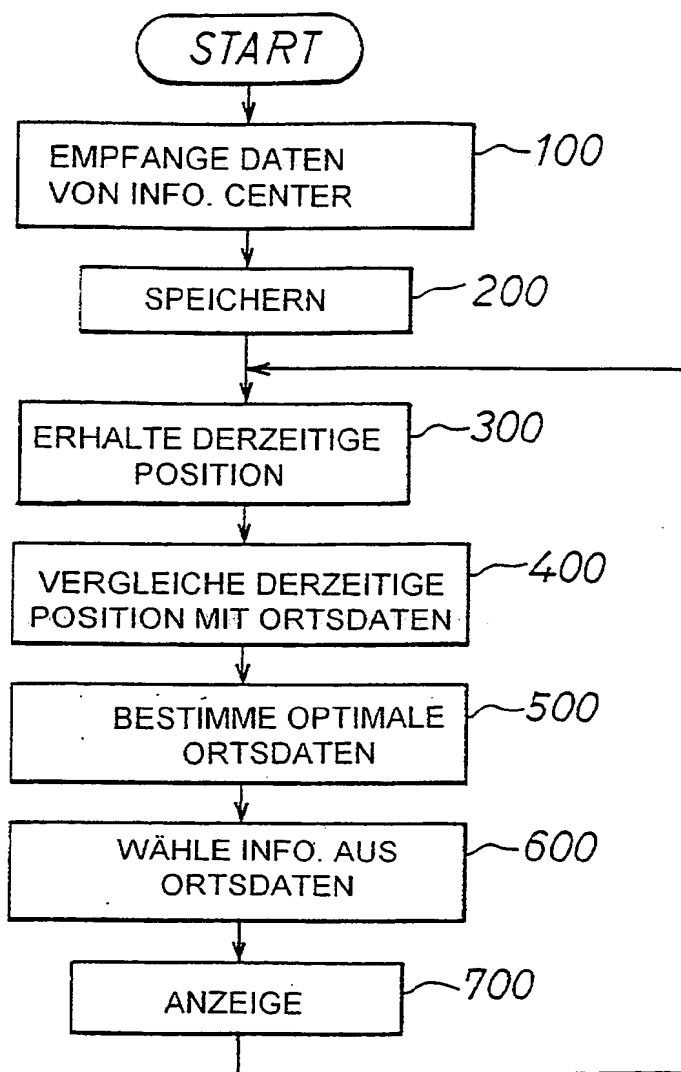 START
EMPFANGE DATEN
VON INFO. CENTER
100
SPEICHERN
200
ERHALTE DERZEITIGE
POSITION
300
VERGLEICHE DERZEITIGE
POSITION MIT ORTSDATEN
400
BESTIMME OPTIMALE
ORTSDATEN
500
WÄHLE INFO. AUS
ORTSDATEN
600
ANZEIGE
700